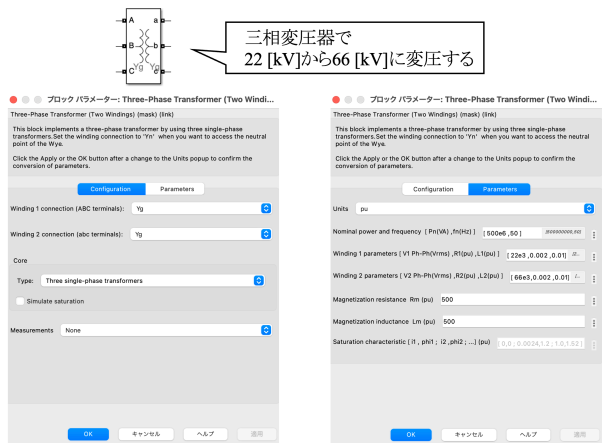 A a
B b
C c
Yg Yg
三相変圧器で
22 [kV]から66 [kV]に変圧する
ブロック パラメーター: Three-Phase Transformer (Two Windi...
Three-Phase Transformer (Two Windings) (mask) (link)
This block implements a three-phase transformer by using three single-phase
transformers.Set the winding connection to 'Yn' when you want to access the neutral
point of the Wye.
Click the Apply or the OK button after a change to the Units popup to confirm the
conversion of parameters.
Configuration Parameters
Winding 1 connection (ABC terminals): Yg
Winding 2 connection (abc terminals): Yg
Core
Type: Three single-phase transformers
Simulate saturation
Measurements None
OK キャンセル ヘルプ 適用
ブロック パラメーター: Three-Phase Transformer (Two Windi...
Three-Phase Transformer (Two Windings) (mask) (link)
This block implements a three-phase transformer by using three single-phase
transformers.Set the winding connection to 'Yn' when you want to access the neutral
point of the Wye.
Click the Apply or the OK button after a change to the Units popup to confirm the
conversion of parameters.
Configuration Parameters
Units pu
Nominal power and frequency [ Pn(VA) ,fn(Hz) ] [ 500e6 ,50 ] [500000000,50]
Winding 1 parameters [ V1 Ph-Ph(Vrms) ,R1(pu) ,L1(pu) ] [ 22e3 ,0.002 ,0.01]
Winding 2 parameters [ V2 Ph-Ph(Vrms) ,R2(pu) ,L2(pu) ] [ 66e3,0.002 ,0.01 ]
Magnetization resistance Rm (pu) 500
Magnetization inductance Lm (pu) 500
Saturation characteristic [ i1 , phi1 ; i2 ,phi2 ; ...] (pu) [ 0,0 ; 0.0024,1.2 ; 1.0,1.52 ]
OK キャンセル ヘルプ 適用